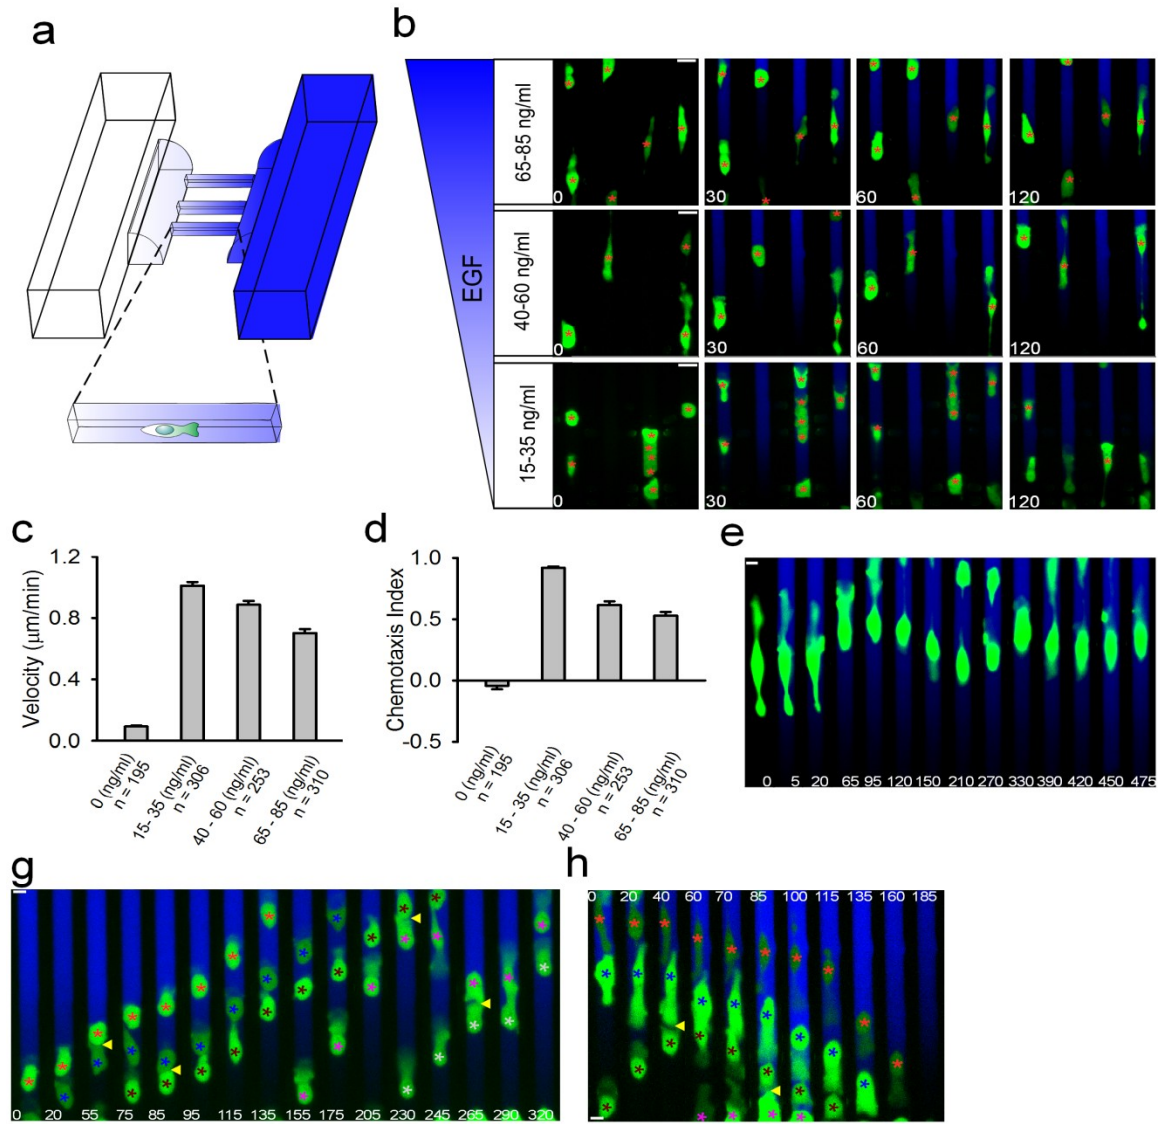 a
b
EGF
65-85 ng/ml
0
30
60
120
40-60 ng/ml
0
30
60
120
15-35 ng/ml
0
30
60
120
c
Velocity (μm/min)
1.2
0.8
0.4
0.0
0 (ng/ml)
n = 195
15- 35 (ng/ml)
n = 306
40 - 60 (ng/ml)
n = 253
65 - 85 (ng/ml)
n = 310
d
Chemotaxis Index
1.0
0.5
0.0
-0.5
0 (ng/ml)
n = 195
15- 35 (ng/ml)
n = 306
40 - 60 (ng/ml)
n = 253
65 - 85 (ng/ml)
n = 310
e
0 5 20 65 95 120 150 210 270 330 390 420 450 475
g
0 20 55 75 85 95 115 135 155 175 205 230 245 265 290 320
h
0 20 40 60 70 85 100 115 135 160 185